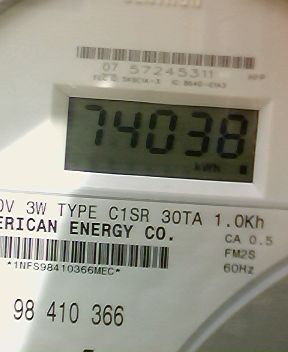 07 57245311
74038
kWh
0V 3W TYPE C1SR 30TA 1.0Kh
ERICAN ENERGY CO.
CA 0.5
*1NFS98410366MEC*
FM2S
60Hz
98 410 366